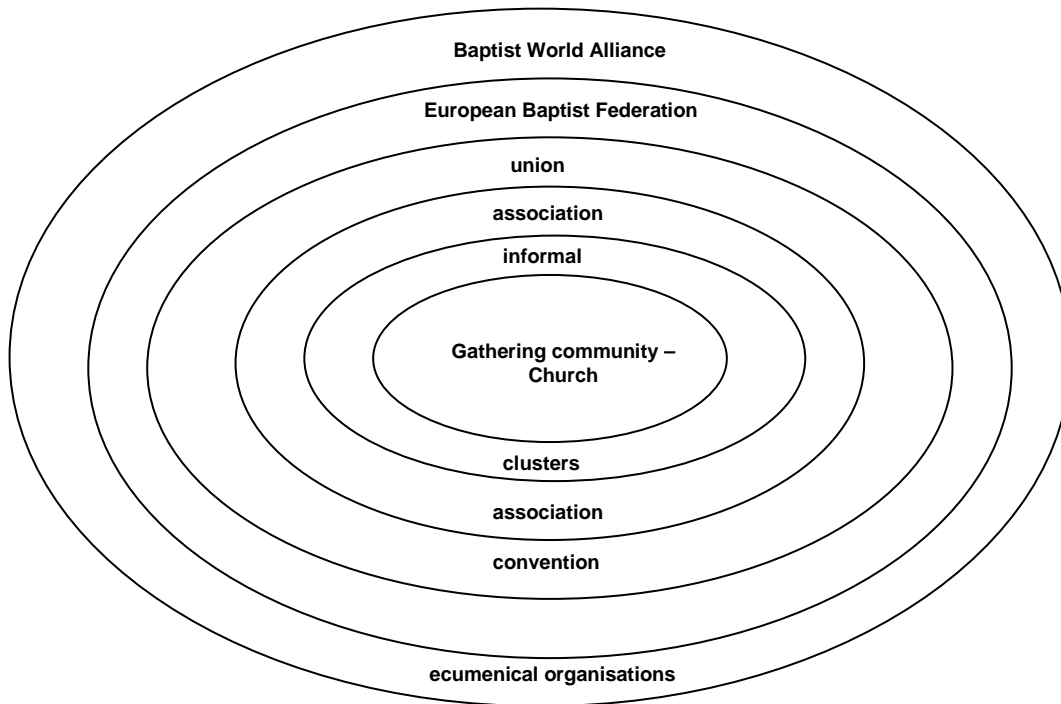 Baptist World Alliance
European Baptist Federation
union
association
informal
Gathering community –
Church
clusters
association
convention
ecumenical organisations